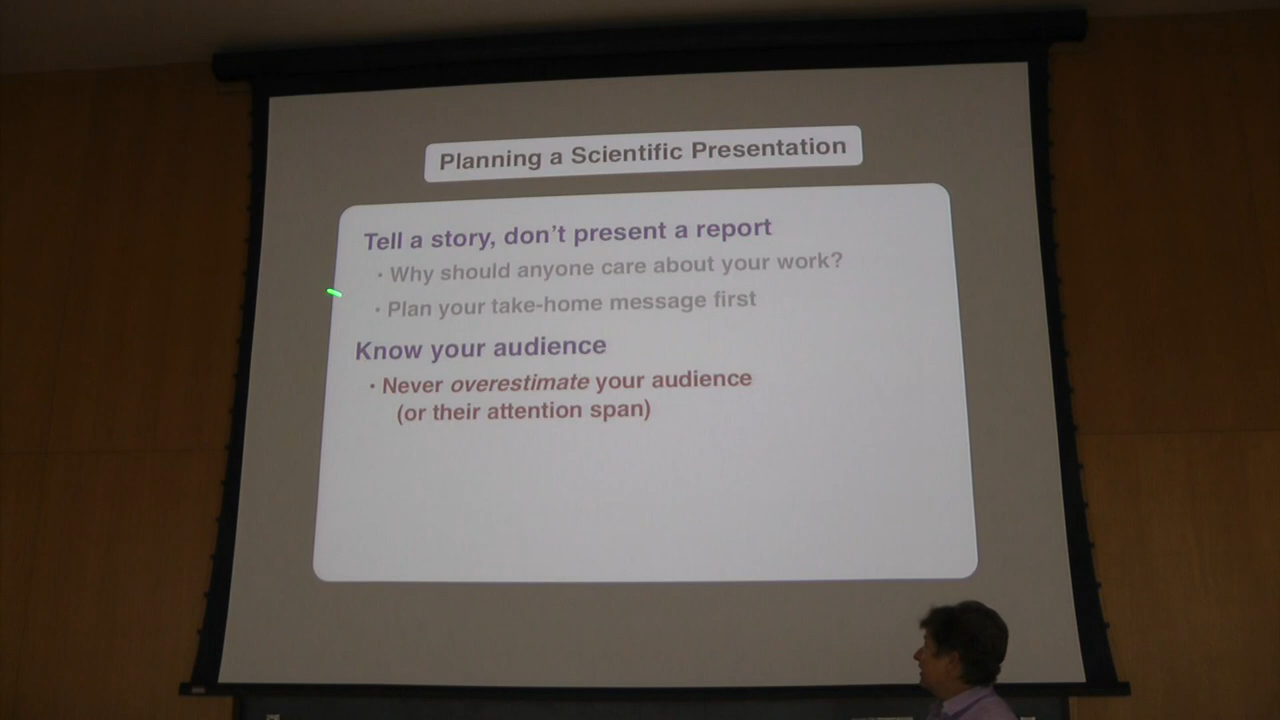 Planning a Scientific Presentation
Tell a story, don't present a report
· Why should anyone care about your work?
· Plan your take-home message first
Know your audience
· Never overestimate your audience
(or their attention span)